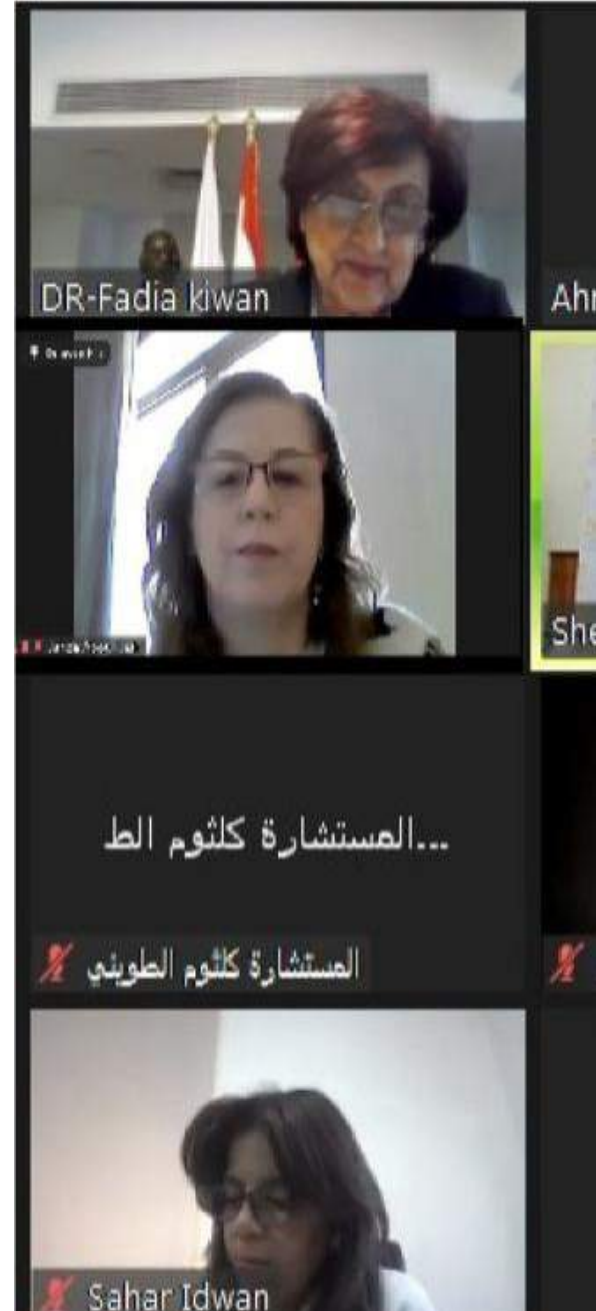 DR-Fadia kiwan
Ahr
She
...المستشارة كلثوم الط
المستشارة كلثوم الطويني
Sahar Idwan